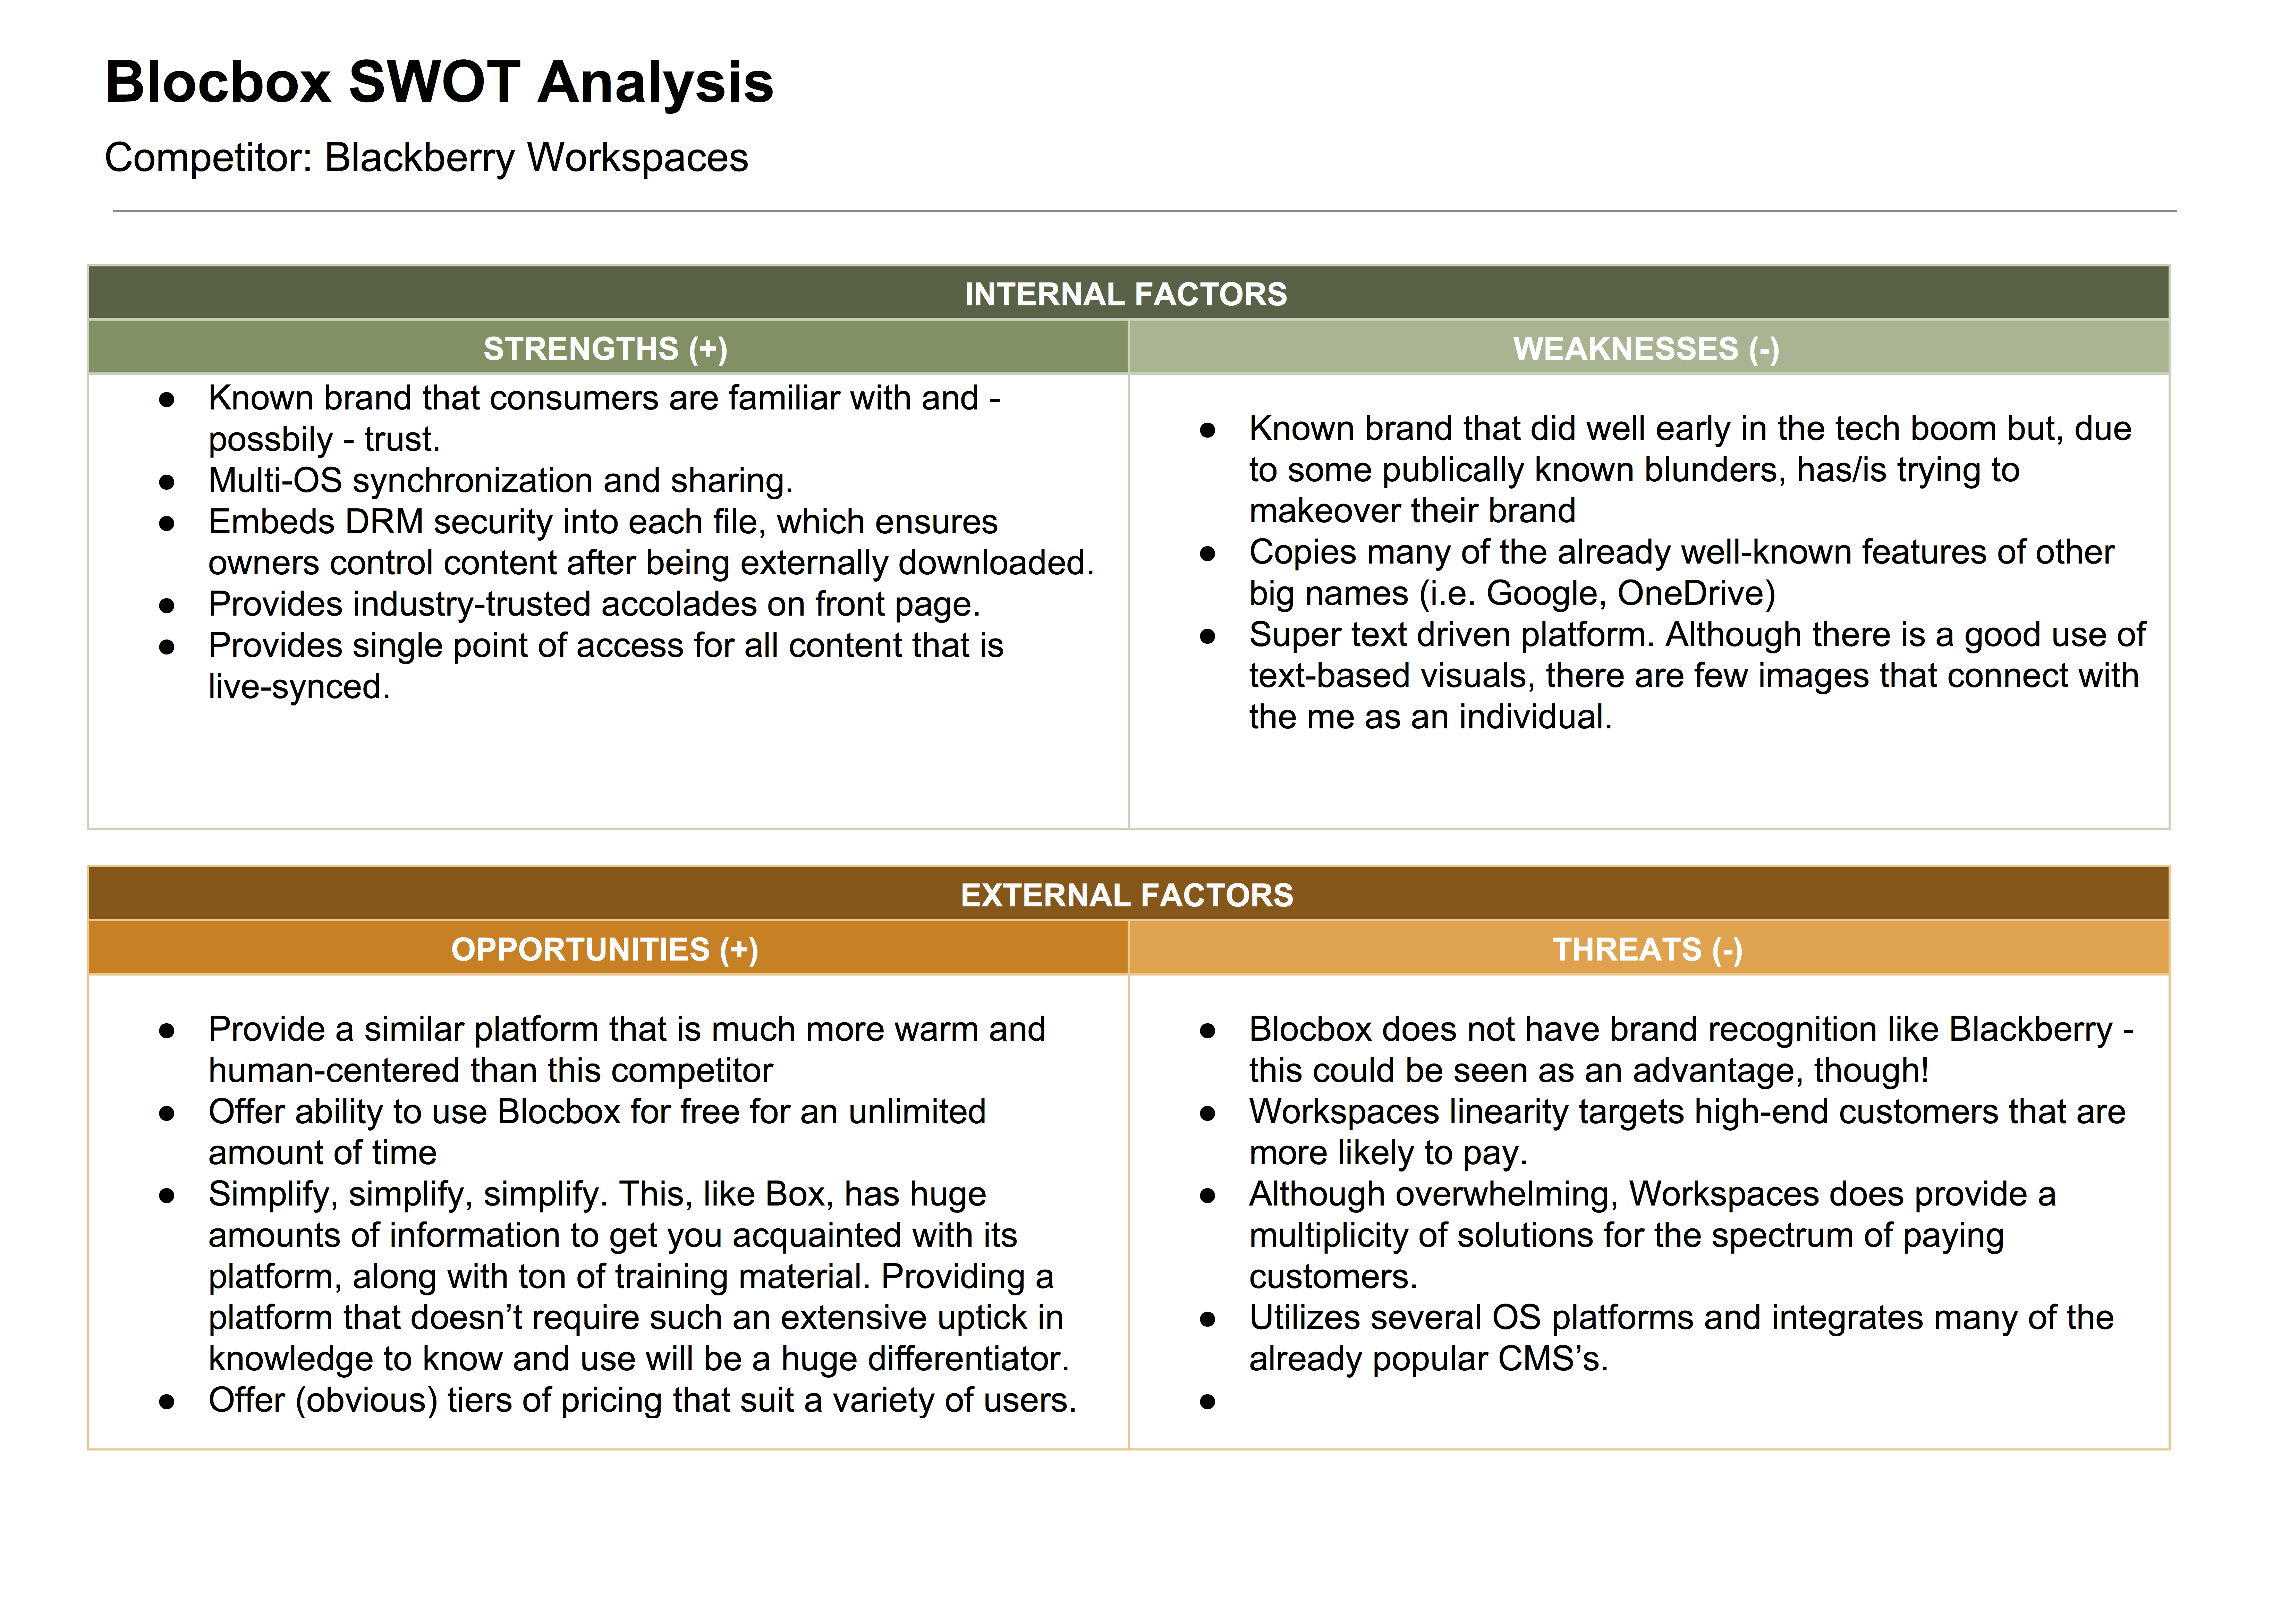 Blocbox SWOT Analysis
Competitor: Blackberry Workspaces
INTERNAL FACTORS
STRENGTHS (+)
● Known brand that consumers are familiar with and -
possbily - trust.
● Multi-OS synchronization and sharing.
● Embeds DRM security into each file, which ensures
owners control content after being externally downloaded.
● Provides industry-trusted accolades on front page.
● Provides single point of access for all content that is
live-synced.
WEAKNESSES (-)
● Known brand that did well early in the tech boom but, due
to some publically known blunders, has/is trying to
makeover their brand
● Copies many of the already well-known features of other
big names (i.e. Google, OneDrive)
● Super text driven platform. Although there is a good use of
text-based visuals, there are few images that connect with
the me as an individual.
EXTERNAL FACTORS
OPPORTUNITIES (+)
● Provide a similar platform that is much more warm and
human-centered than this competitor
● Offer ability to use Blocbox for free for an unlimited
amount of time
● Simplify, simplify, simplify. This, like Box, has huge
amounts of information to get you acquainted with its
platform, along with ton of training material. Providing a
platform that doesn’t require such an extensive uptick in
knowledge to know and use will be a huge differentiator.
● Offer (obvious) tiers of pricing that suit a variety of users.
THREATS (-)
● Blocbox does not have brand recognition like Blackberry -
this could be seen as an advantage, though!
● Workspaces linearity targets high-end customers that are
more likely to pay.
● Although overwhelming, Workspaces does provide a
multiplicity of solutions for the spectrum of paying
customers.
● Utilizes several OS platforms and integrates many of the
already popular CMS’s.
●